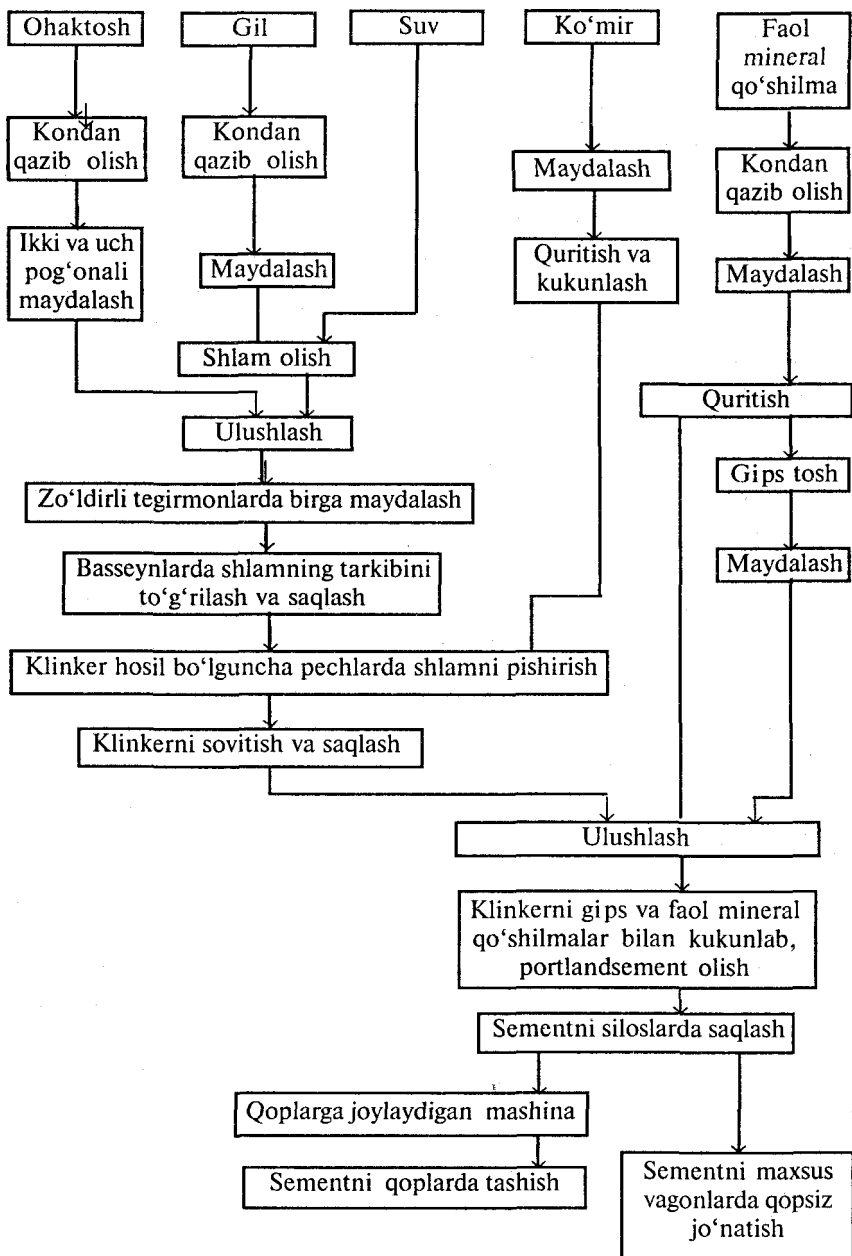 Ohaktosh
Gil
Suv
Ko‘mir
Faol
mineral
qo‘shilma
Kondan
qazib olish
Kondan
qazib olish
Maydalash
Kondan
qazib olish
Ikki va uch
pog‘onali
maydalash
Maydalash
Quritish va
kukunlash
Maydalash
Shlam olish
Quritish
Ulushlash
Gips tosh
Zo‘ldirli tegirmonlarda birga maydalash
Maydalash
Basseynlarda shlamning tarkibini
to‘g‘rilash va saqlash
Klinker hosil bo‘lguncha pechlarda shlamni pishirish
Klinkerni sovitish va saqlash
Ulushlash
Klinkerni gips va faol mineral
qo‘shilmalar bilan kukunlab,
portlandsement olish
Sementni siloslarda saqlash
Qoplarga joylaydigan mashina
Sementni qoplarda tashish
Sementni maxsus
vagonlarda qopsiz
jo‘natish